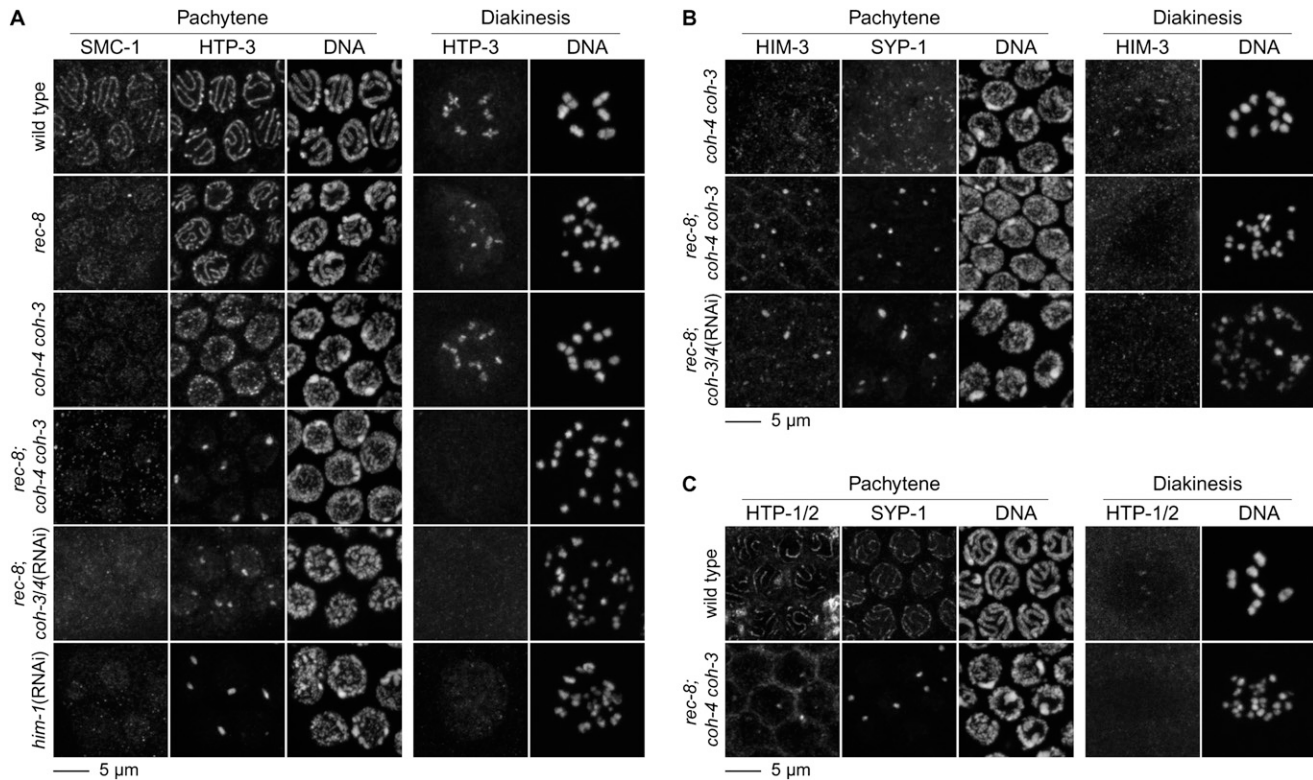 A
Pachytene
Diakinesis
SMC-1 HTP-3 DNA HTP-3 DNA
wild type
rec-8
coh-4 coh-3
rec-8;
coh-4 coh-3
rec-8;
coh-3/4(RNAi)
him-1(RNAi)
5 µm
B
Pachytene
Diakinesis
HIM-3 SYP-1 DNA HIM-3 DNA
coh-4 coh-3
rec-8;
coh-4 coh-3
rec-8;
coh-3/4(RNAi)
5 µm
C
Pachytene
Diakinesis
HTP-1/2 SYP-1 DNA HTP-1/2 DNA
wild type
rec-8;
coh-4 coh-3
5 µm